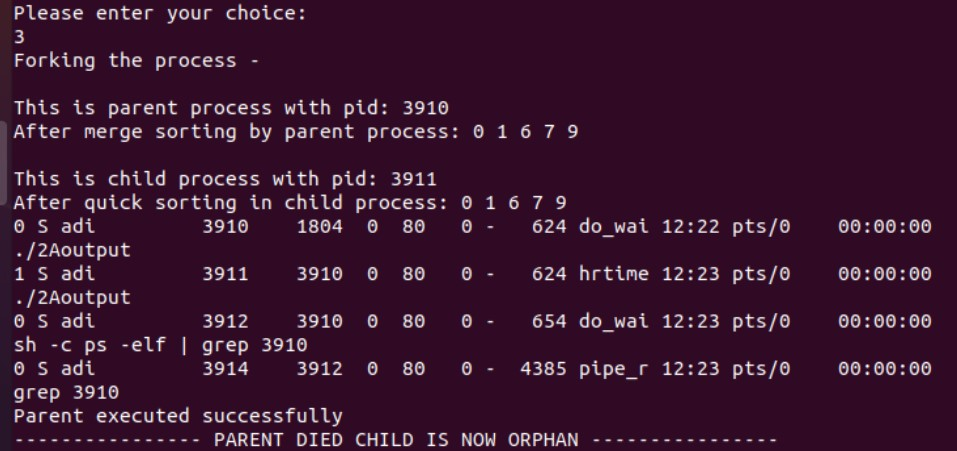 Please enter your choice:
3
Forking the process -
This is parent process with pid: 3910
After merge sorting by parent process: 0 1 6 7 9
This is child process with pid: 3911
After quick sorting in child process: 0 1 6 7 9
0 S adi         3910    1804  0  80   0 -   624 do_wai 12:22 pts/0    00:00:00
./2Aoutput
1 S adi         3911    3910  0  80   0 -   624 hrtime 12:23 pts/0    00:00:00
./2Aoutput
0 S adi         3912    3910  0  80   0 -   654 do_wai 12:23 pts/0    00:00:00
sh -c ps -elf | grep 3910
0 S adi         3914    3912  0  80   0 -  4385 pipe_r 12:23 pts/0    00:00:00
grep 3910
Parent executed successfully
---------------- PARENT DIED CHILD IS NOW ORPHAN ----------------